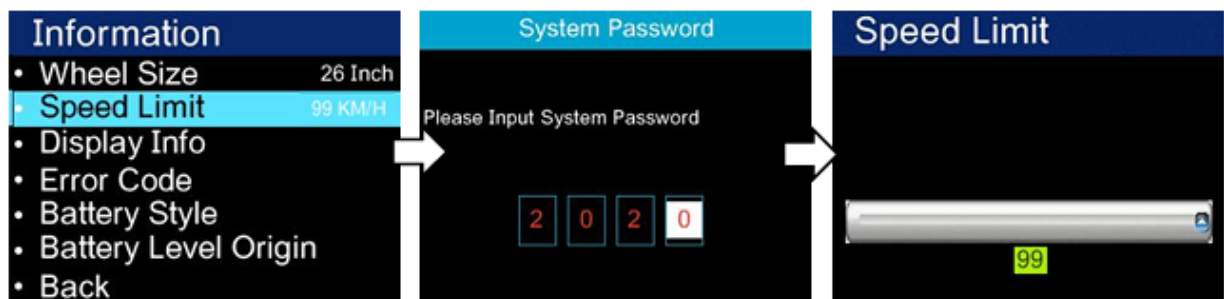 Information
• Wheel Size 26 Inch
• Speed Limit 99 KM/H
• Display Info
• Error Code
• Battery Style
• Battery Level Origin
• Back
System Password
Please Input System Password
2 0 2 0
Speed Limit
99